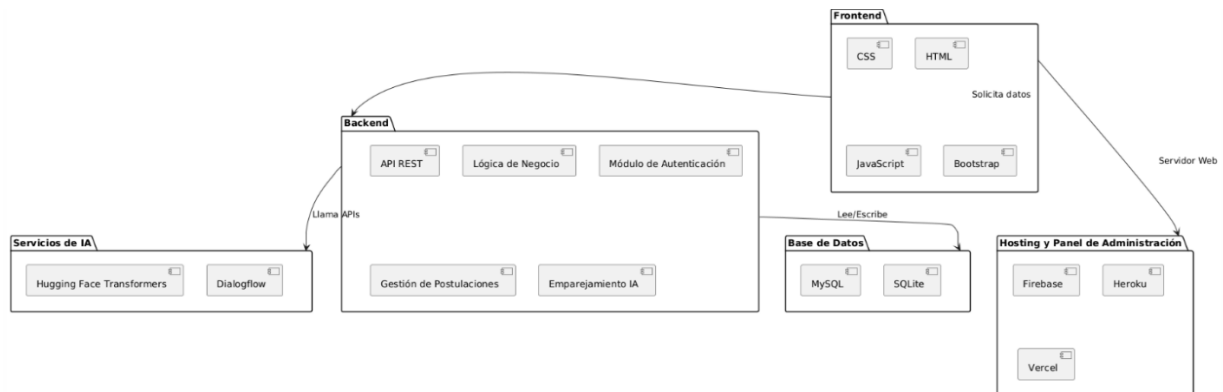 Frontend
CSS
HTML
Solicita datos
JavaScript
Bootstrap
Servidor Web
Backend
API REST
Lógica de Negocio
Módulo de Autenticación
Llama APIs
Lee/Escribe
Gestión de Postulaciones
Emparejamiento IA
Servicios de IA
Hugging Face Transformers
Dialogflow
Base de Datos
MySQL
SQLite
Hosting y Panel de Administración
Firebase
Heroku
Vercel